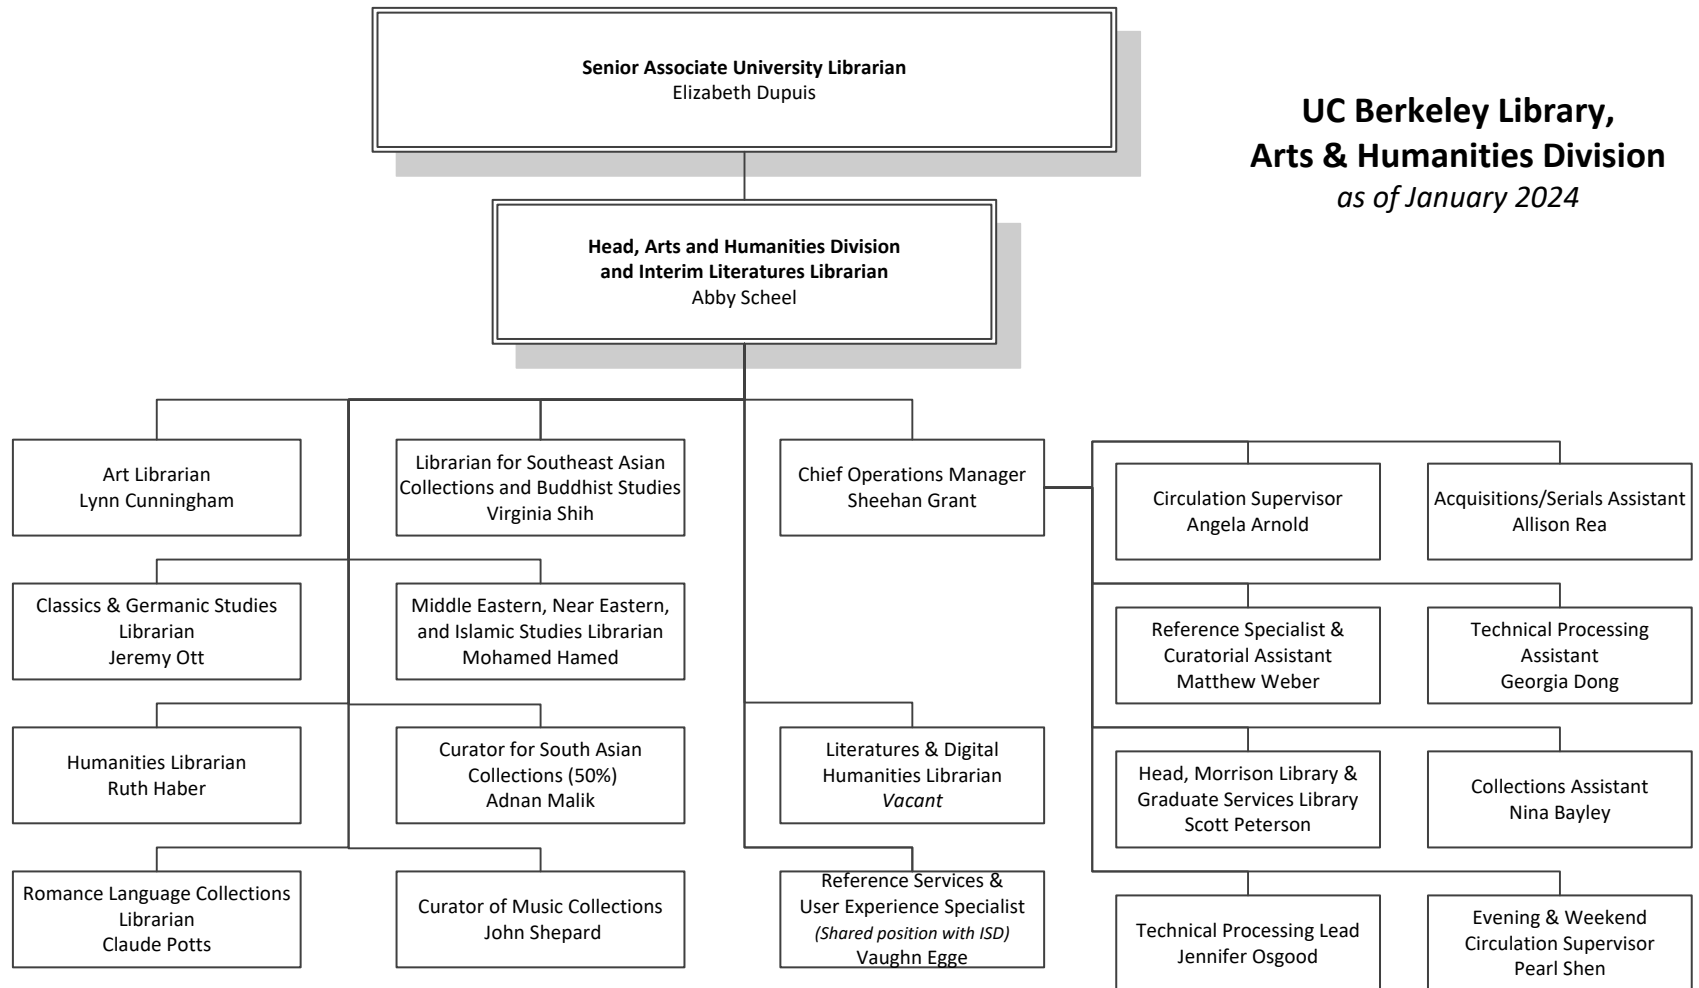 Senior Associate University Librarian
Elizabeth Dupuis
UC Berkeley Library,
Arts & Humanities Division
as of January 2024
Head, Arts and Humanities Division
and Interim Literatures Librarian
Abby Scheel
Art Librarian
Lynn Cunningham
Librarian for Southeast Asian
Collections and Buddhist Studies
Virginia Shih
Chief Operations Manager
Sheehan Grant
Circulation Supervisor
Angela Arnold
Acquisitions/Serials Assistant
Allison Rea
Classics & Germanic Studies
Librarian
Jeremy Ott
Middle Eastern, Near Eastern,
and Islamic Studies Librarian
Mohamed Hamed
Reference Specialist &
Curatorial Assistant
Matthew Weber
Technical Processing
Assistant
Georgia Dong
Humanities Librarian
Ruth Haber
Curator for South Asian
Collections (50%)
Adnan Malik
Literatures & Digital
Humanities Librarian
Vacant
Head, Morrison Library &
Graduate Services Library
Scott Peterson
Collections Assistant
Nina Bayley
Romance Language Collections
Librarian
Claude Potts
Curator of Music Collections
John Shepard
Reference Services &
User Experience Specialist
(Shared position with ISD)
Vaughn Egge
Technical Processing Lead
Jennifer Osgood
Evening & Weekend
Circulation Supervisor
Pearl Shen